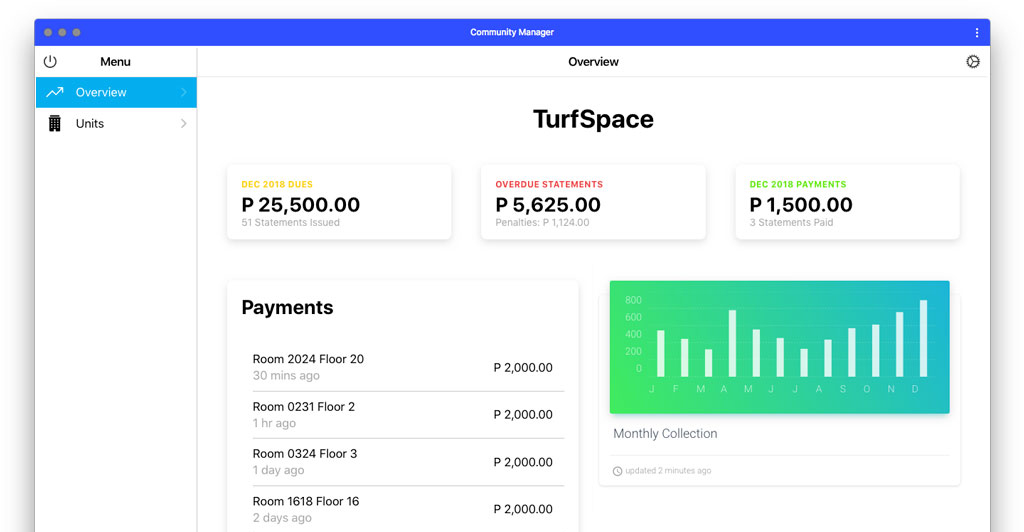 Community Manager
Menu
Overview
Overview
Units
TurfSpace
DEC 2018 DUES
P 25,500.00
51 Statements Issued
OVERDUE STATEMENTS
P 5,625.00
Penalties: P 1,124.00
DEC 2018 PAYMENTS
P 1,500.00
3 Statements Paid
Payments
Room 2024 Floor 20
30 mins ago
P 2,000.00
Room 0231 Floor 2
1 hr ago
P 2,000.00
Room 0324 Floor 3
1 day ago
P 2,000.00
Room 1618 Floor 16
2 days ago
P 2,000.00
800
600
400
200
0
J F M A M J J A S O N D
Monthly Collection
updated 2 minutes ago